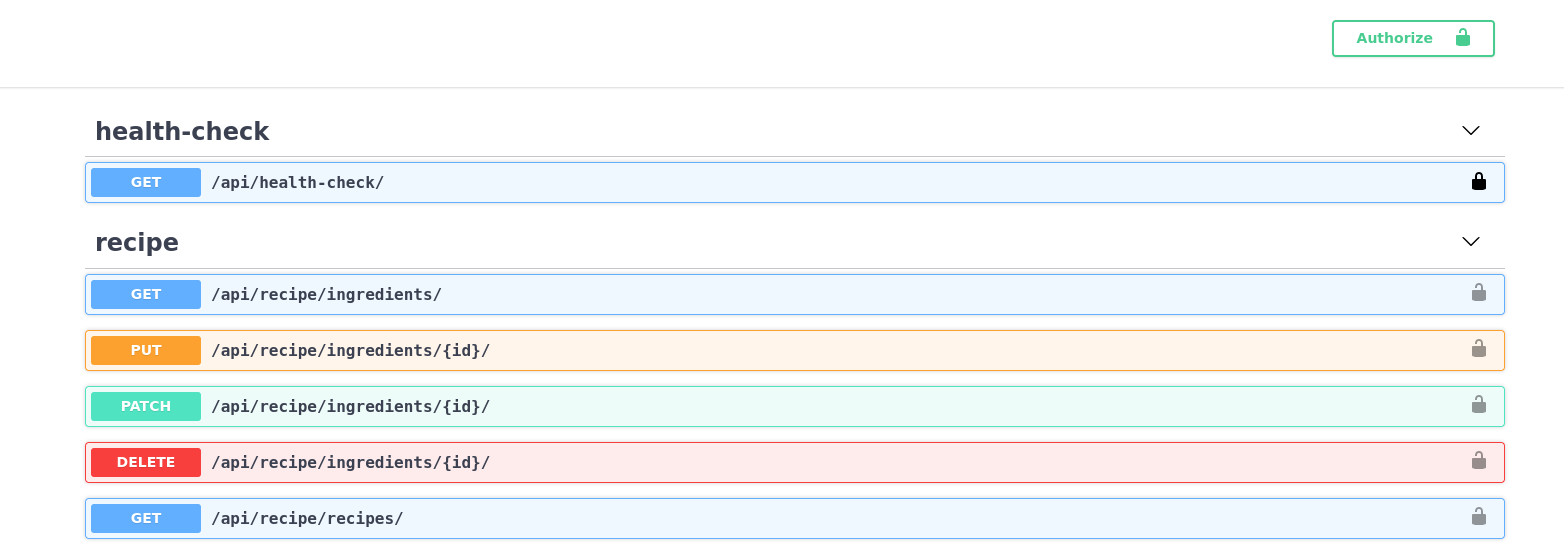 Authorize
health-check
GET /api/health-check/
recipe
GET /api/recipe/ingredients/
PUT /api/recipe/ingredients/{id}/
PATCH /api/recipe/ingredients/{id}/
DELETE /api/recipe/ingredients/{id}/
GET /api/recipe/recipes/